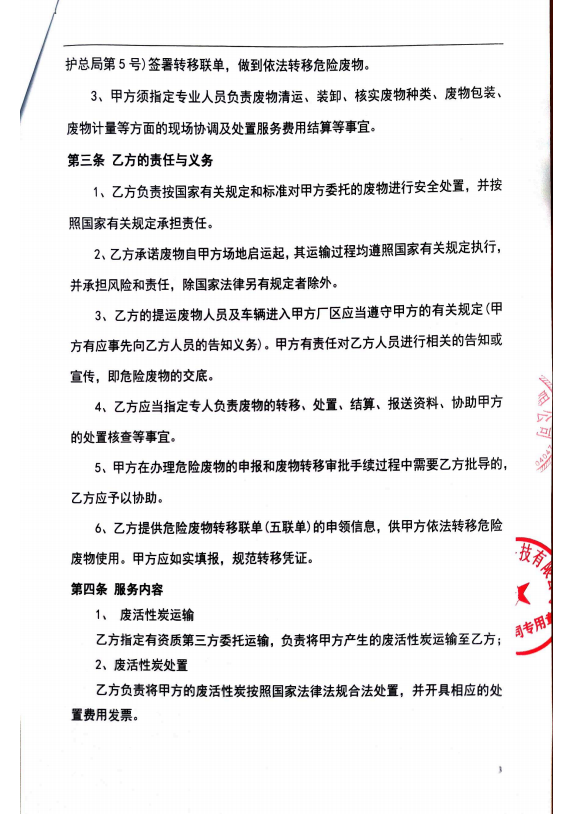 护总局第5号)签署转移联单，做到依法转移危险废物。
3、甲方须指定专业人员负责废物清运、装卸、核实废物种类、废物包装、
废物计量等方面的现场协调及处置服务费用结算等事宜。
第三条 乙方的责任与义务
1、乙方负责按国家有关规定和标准对甲方委托的废物进行安全处置，并按
照国家有关规定承担责任。
2、乙方承诺废物自甲方场地启运起，其运输过程均遵照国家有关规定执行，
并承担风险和责任，除国家法律另有规定者除外。
3、乙方的提运废物人员及车辆进入甲方厂区应当遵守甲方的有关规定(甲
方有应事先向乙方人员的告知义务)。甲方有责任对乙方人员进行相关的告知或
宣传，即危险废物的交底。
4、乙方应当指定专人负责废物的转移、处置、结算、报送资料、协助甲方
的处置核查等事宜。
5、甲方在办理危险废物的申报和废物转移审批手续过程中需要乙方批导的，
乙方应予以协助。
6、乙方提供危险废物转移联单(五联单)的申领信息，供甲方依法转移危险
废物使用。甲方应如实填报，规范转移凭证。
第四条 服务内容
1、 废活性炭运输
乙方指定有资质第三方委托运输，负责将甲方产生的废活性炭运输至乙方；
2、废活性炭处置
乙方负责将甲方的废活性炭按照国家法律法规合法处置，并开具相应的处
置费用发票。
公司
技有限
司专用章
3